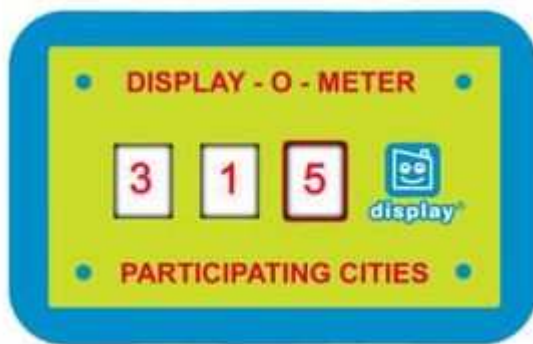 DISPLAY - O - METER
3 1 5
display
PARTICIPATING CITIES